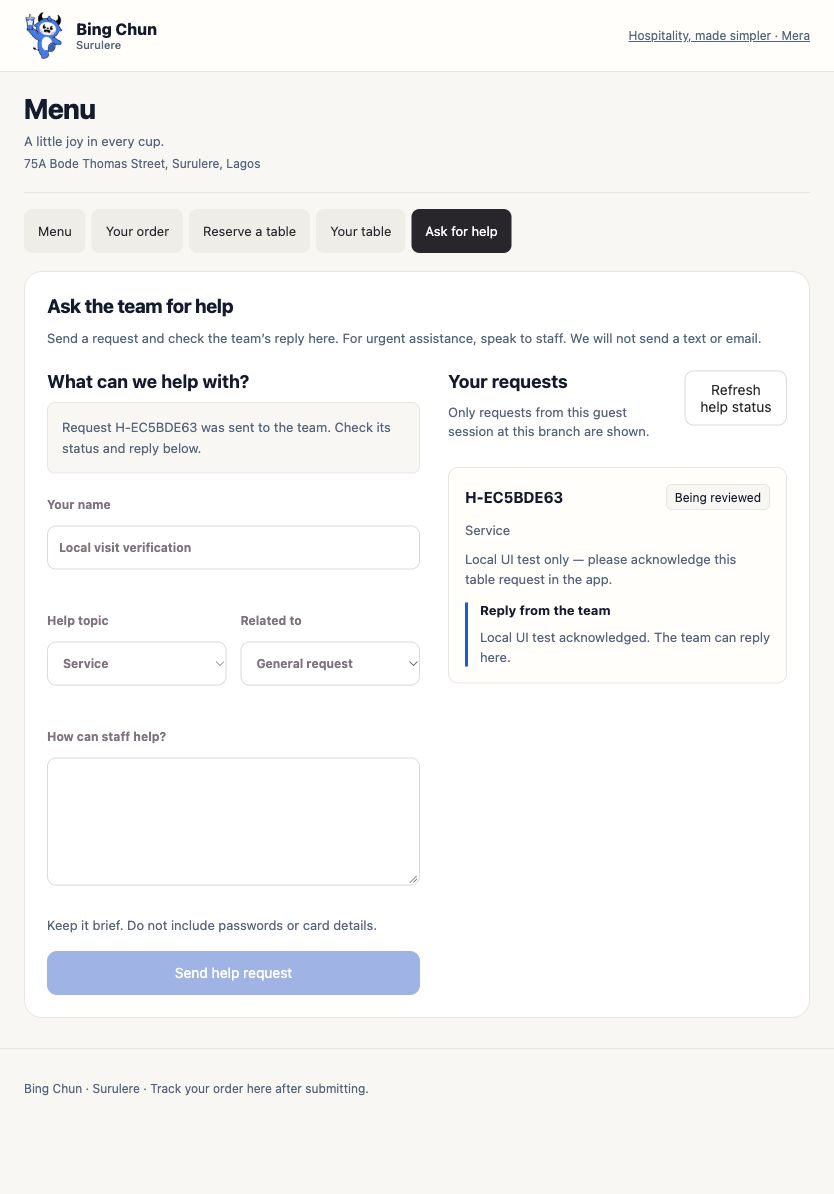 Bing Chun
Surulere
Hospitality, made simpler · Mera
Menu
A little joy in every cup.
75A Bode Thomas Street, Surulere, Lagos
Menu
Your order
Reserve a table
Your table
Ask for help
Ask the team for help
Send a request and check the team’s reply here. For urgent assistance, speak to staff. We will not send a text or email.
What can we help with?
Request H-EC5BDE63 was sent to the team. Check its
status and reply below.
Your name
Local visit verification
Help topic
Related to
Service
General request
How can staff help?
Keep it brief. Do not include passwords or card details.
Send help request
Your requests
Only requests from this guest
session at this branch are shown.
Refresh
help status
H-EC5BDE63
Being reviewed
Service
Local UI test only — please acknowledge this
table request in the app.
Reply from the team
Local UI test acknowledged. The team can reply
here.
Bing Chun · Surulere · Track your order here after submitting.